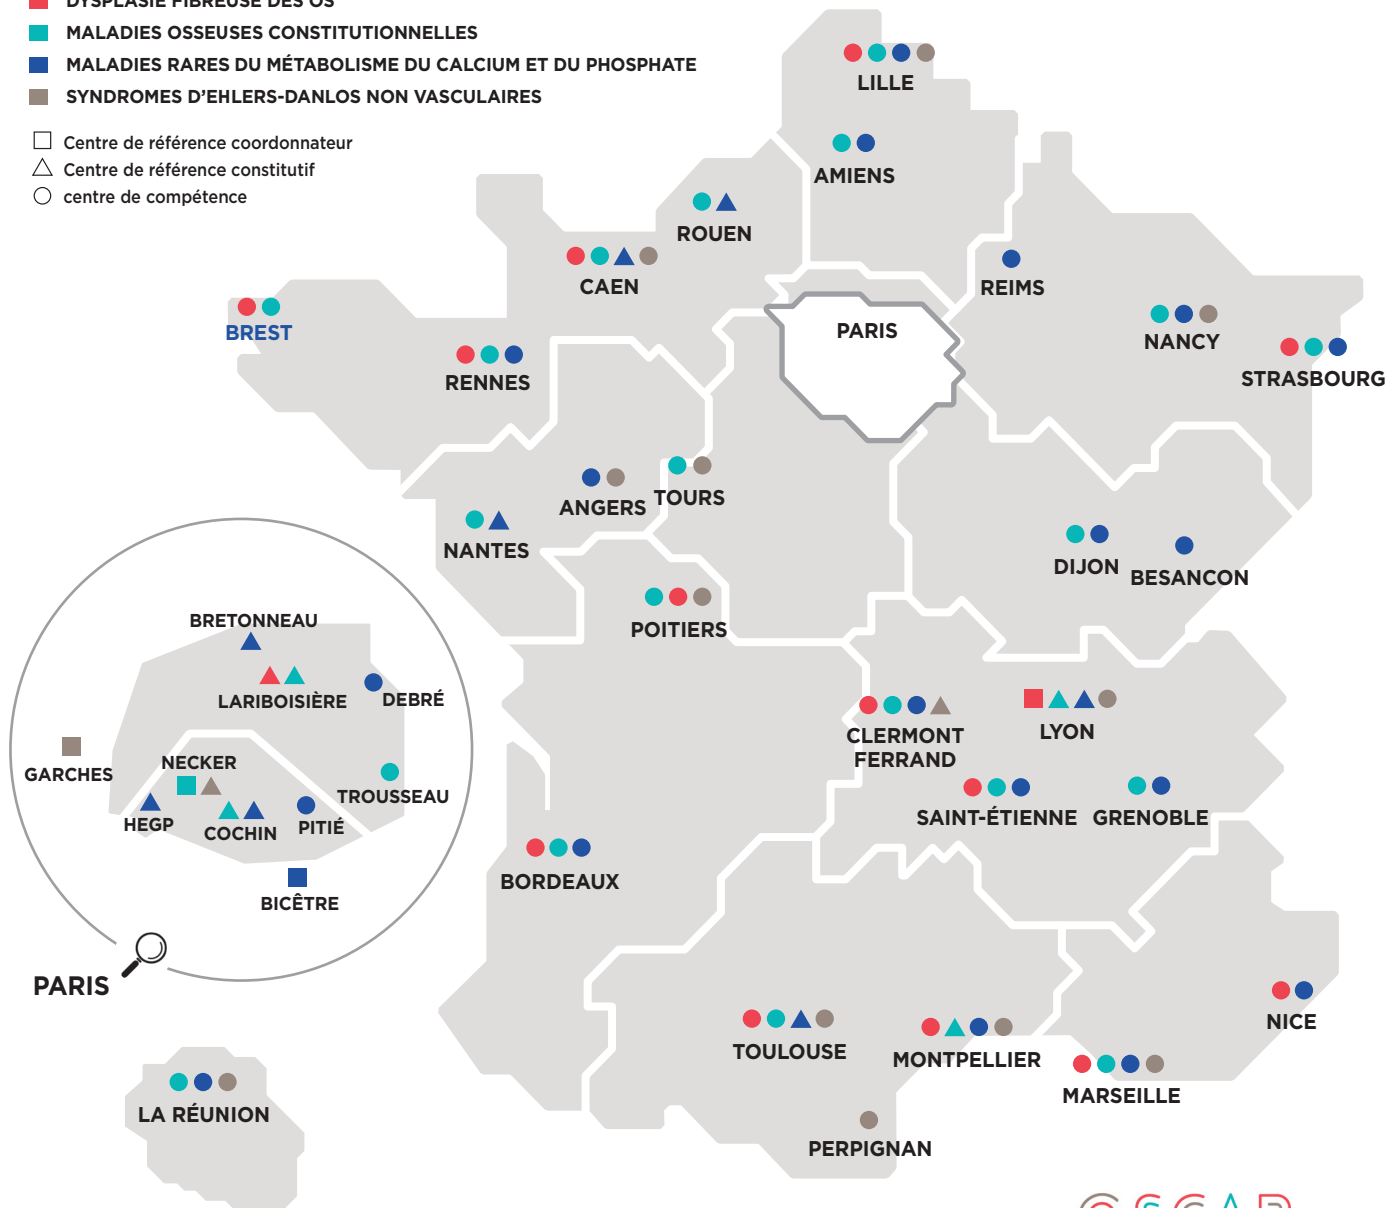 DYSPLASIE FIBREUSE DES OS
MALADIES OSSEUSES CONSTITUTIONNELLES
MALADIES RARES DU MÉTABOLISME DU CALCIUM ET DU PHOSPHATE
SYNDROMES D'EHLERS-DANLOS NON VASCULAIRES
Centre de référence coordonnateur
Centre de référence constitutif
centre de compétence
LILLE
AMIENS
ROUEN
CAEN
REIMS
BREST
PARIS
NANCY
RENNES
STRASBOURG
ANGERS
TOURS
NANTES
DIJON
BESANCON
POITIERS
BRETONNEAU
LARIBOISIÈRE
DEBRÉ
GARCHES
NECKER
TROUSSEAU
HEGP
COCHIN
PITIÉ
BICÊTRE
PARIS
CLERMONT
FERRAND
LYON
SAINT-ÉTIENNE
GRENOBLE
BORDEAUX
NICE
TOULOUSE
MONTPELLIER
MARSEILLE
LA RÉUNION
PERPIGNAN
OSCAR